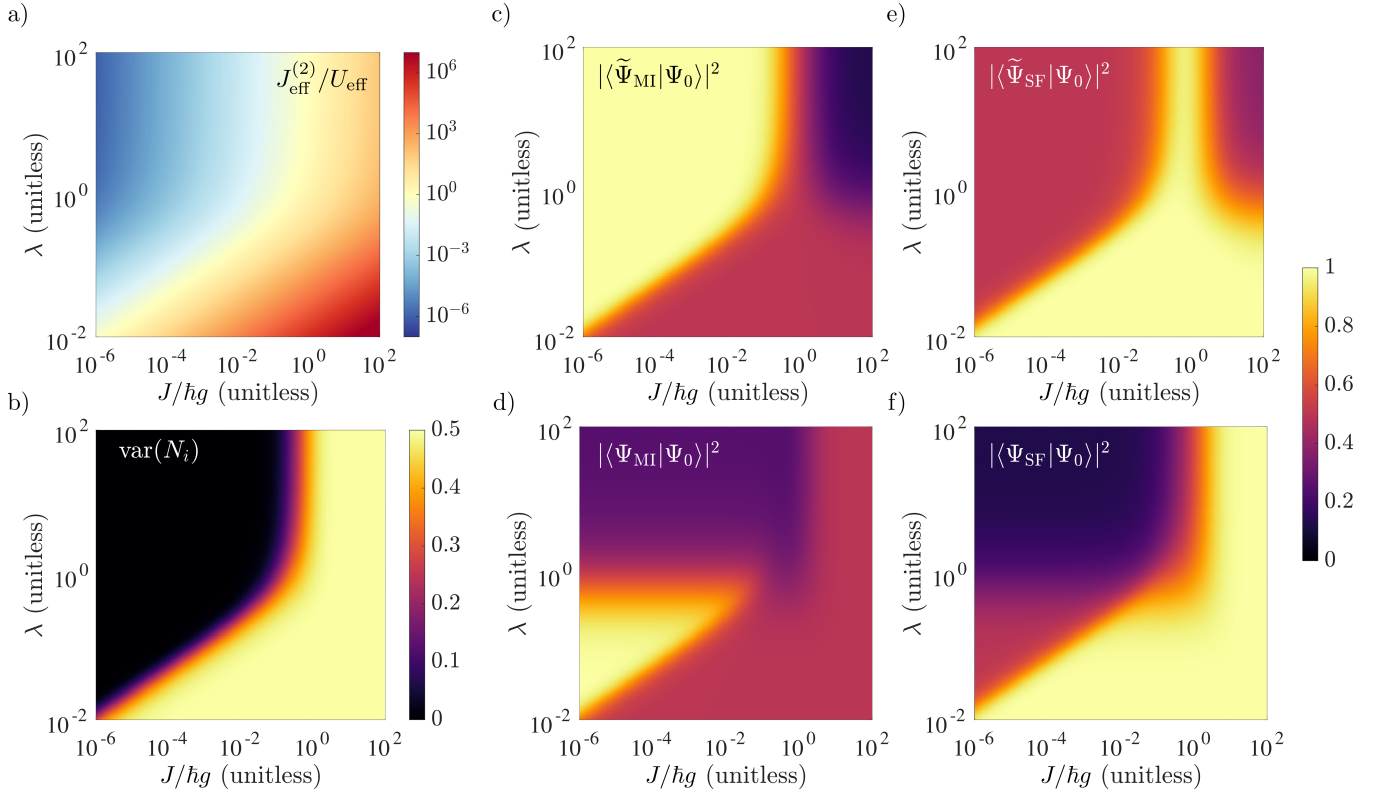 a)
J_eff^(2)/U_eff
10^2
10^0
10^-2
λ (unitless)
10^-6 10^-4 10^-2 10^0 10^2
J/ħg (unitless)
10^6
10^3
10^0
10^-3
10^-6
c)
|⟨Ψ̃_MI|Ψ_0⟩|^2
10^2
10^0
10^-2
λ (unitless)
10^-6 10^-4 10^-2 10^0 10^2
J/ħg (unitless)
e)
|⟨Ψ̃_SF|Ψ_0⟩|^2
10^2
10^0
10^-2
λ (unitless)
10^-6 10^-4 10^-2 10^0 10^2
J/ħg (unitless)
b)
var(N_i)
10^2
10^0
10^-2
λ (unitless)
10^-6 10^-4 10^-2 10^0 10^2
J/ħg (unitless)
0.5
0.4
0.3
0.2
0.1
0
d)
|⟨Ψ_MI|Ψ_0⟩|^2
10^2
10^0
10^-2
λ (unitless)
10^-6 10^-4 10^-2 10^0 10^2
J/ħg (unitless)
f)
|⟨Ψ_SF|Ψ_0⟩|^2
10^2
10^0
10^-2
λ (unitless)
10^-6 10^-4 10^-2 10^0 10^2
J/ħg (unitless)
1
0.8
0.6
0.4
0.2
0